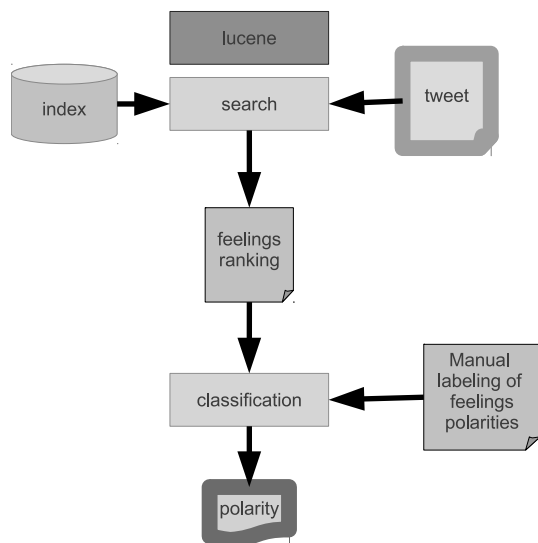 lucene
index
search
tweet
feelings
ranking
classification
Manual
labeling of
feelings
polarities
polarity